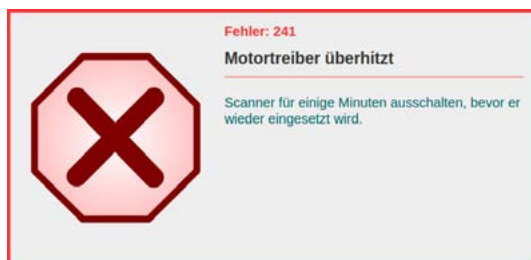 Fehler: 241
Motortreiber überhitzt
Scanner für einige Minuten ausschalten, bevor er
wieder eingesetzt wird.